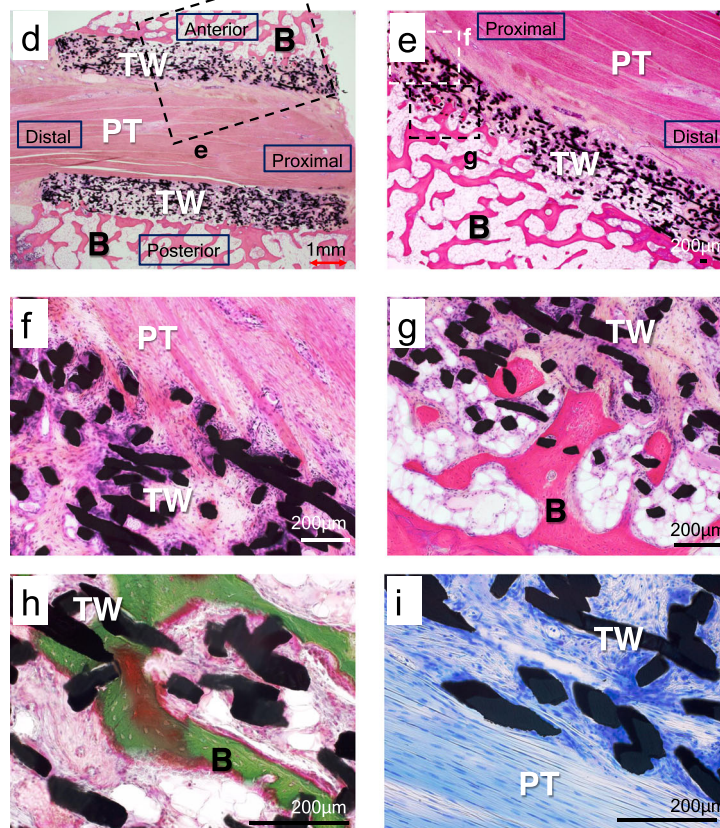 d
Anterior
B
TW
PT
Distal
e
Proximal
TW
B
Posterior
1mm
e
Proximal
f
PT
Distal
g
TW
B
200μm
f
PT
TW
200μm
g
TW
B
200μm
h
TW
B
200μm
i
TW
PT
200μm